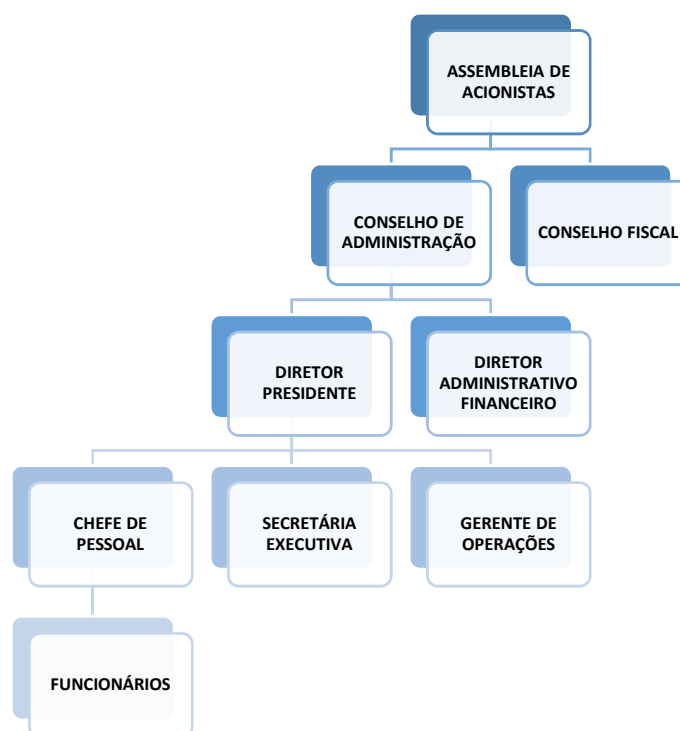 ASSEMBLEIA DE
ACIONISTAS
CONSELHO DE
ADMINISTRAÇÃO
CONSELHO FISCAL
DIRETOR
PRESIDENTE
DIRETOR
ADMINISTRATIVO
FINANCEIRO
CHEFE DE
PESSOAL
SECRETÁRIA
EXECUTIVA
GERENTE DE
OPERAÇÕES
FUNCIONÁRIOS